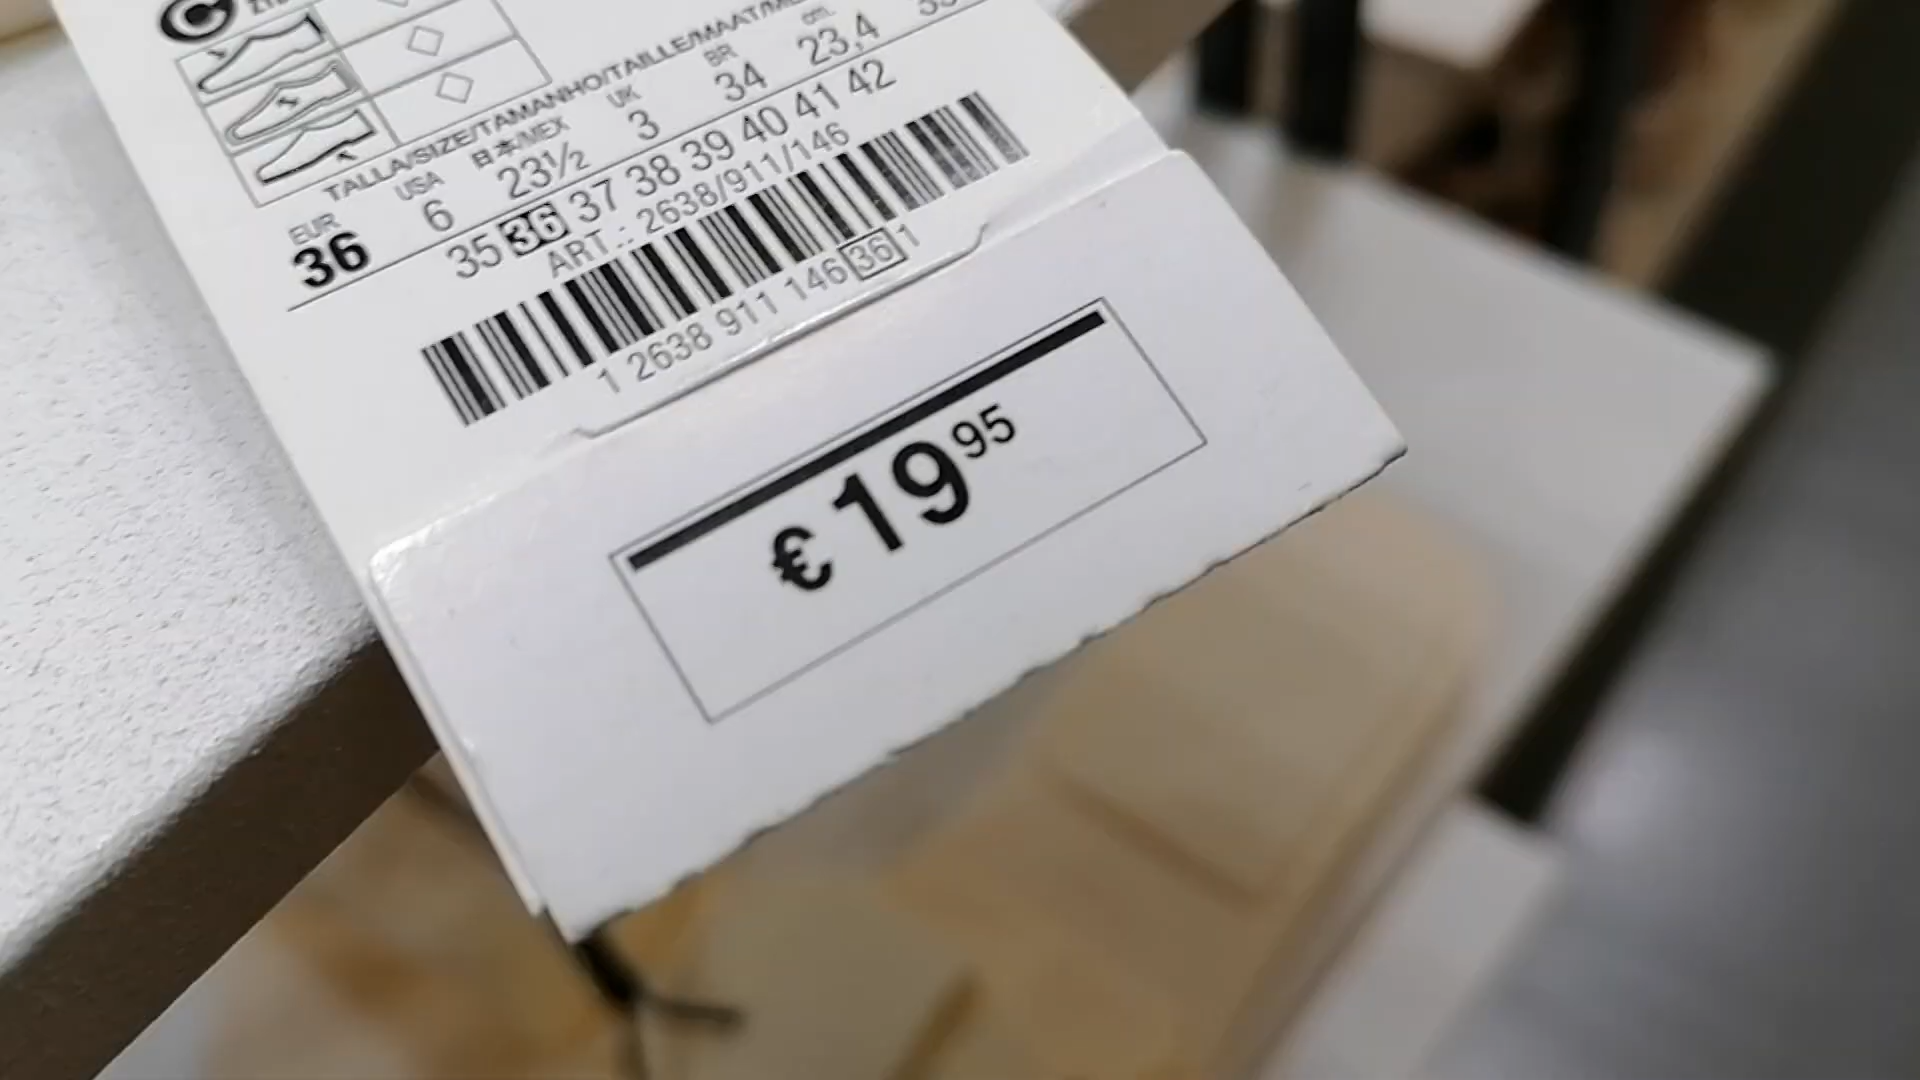 TALLA/SIZE/TAMANHO/TAILLE/MAAT/
EUR USA 日本/MEX UK BR cm.
36 6 23½ 3 34 23,4
35 36 37 38 39 40 41 42
ART.: 2638/911/146
1 2638 911 146 36 1
€ 19 95